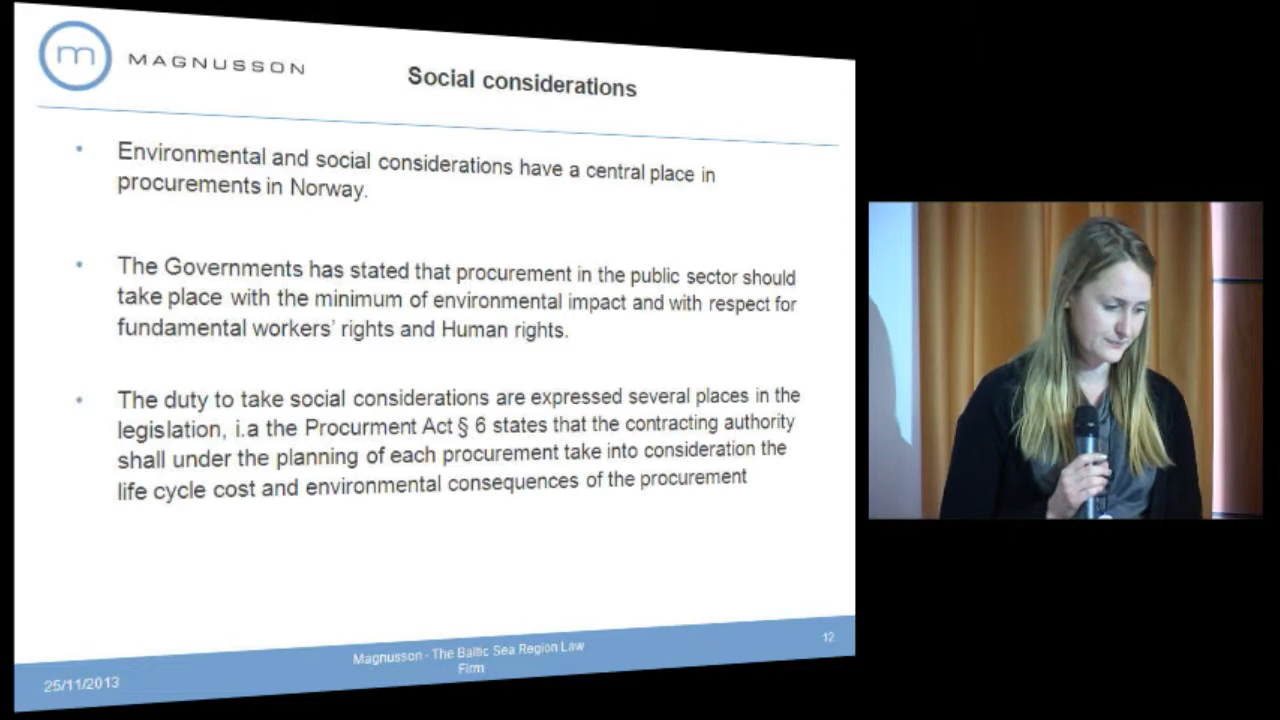 m MAGNUSSON
Social considerations
• Environmental and social considerations have a central place in
procurements in Norway.
• The Governments has stated that procurement in the public sector should
take place with the minimum of environmental impact and with respect for
fundamental workers' rights and Human rights.
• The duty to take social considerations are expressed several places in the
legislation, i.a the Procurment Act § 6 states that the contracting authority
shall under the planning of each procurement take into consideration the
life cycle cost and environmental consequences of the procurement
25/11/2013
Magnusson - The Baltic Sea Region Law
Firm
12